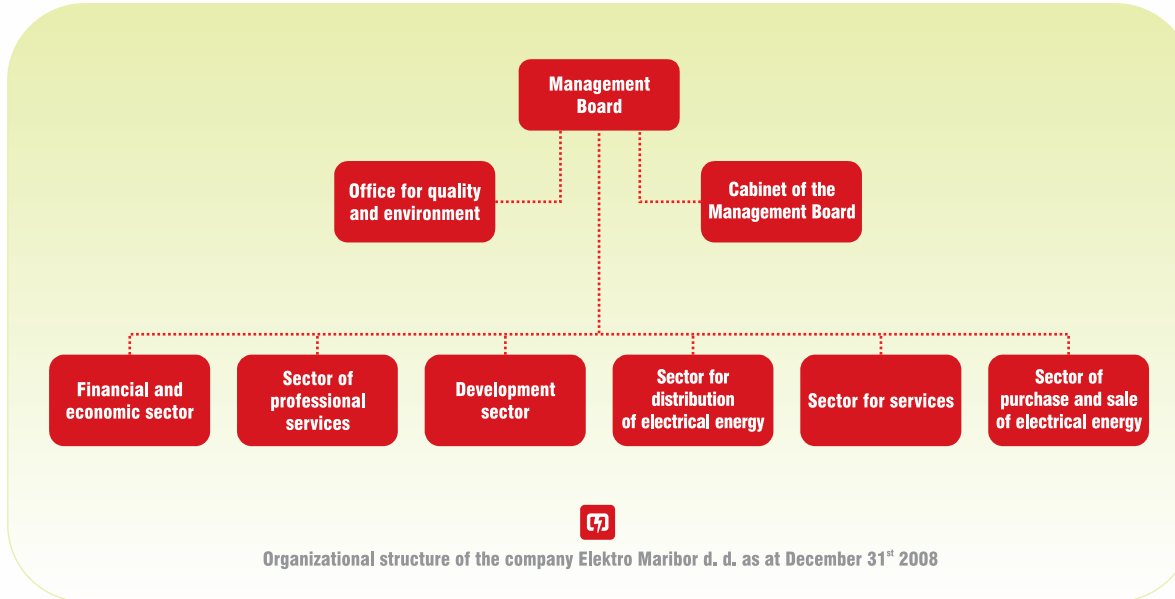 Management
Board
Office for quality
and environment
Cabinet of the
Management Board
Financial and
economic sector
Sector of
professional
services
Development
sector
Sector for
distribution
of electrical energy
Sector for services
Sector of
purchase and sale
of electrical energy
Organizational structure of the company Elektro Maribor d. d. as at December 31st 2008